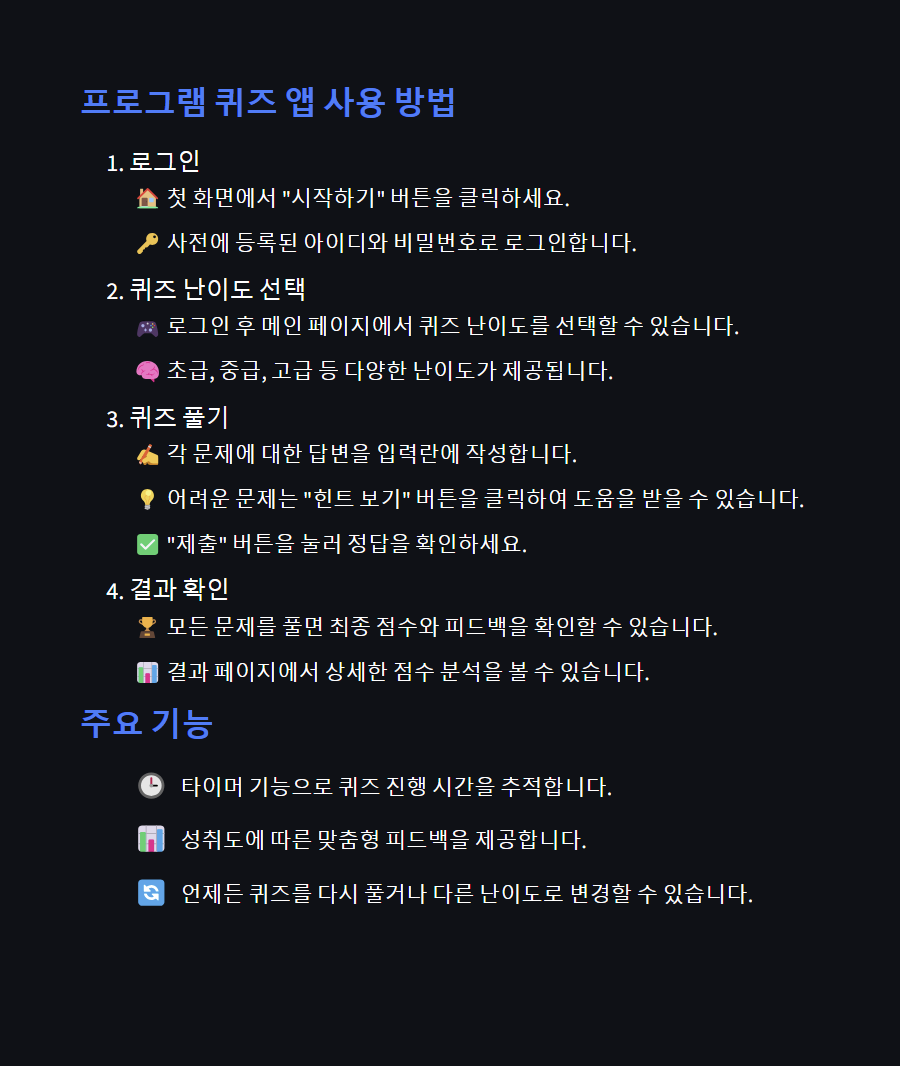 프로그램 퀴즈 앱 사용 방법
1. 로그인
🏠 첫 화면에서 "시작하기" 버튼을 클릭하세요.
🔑 사전에 등록된 아이디와 비밀번호로 로그인합니다.
2. 퀴즈 난이도 선택
🎮 로그인 후 메인 페이지에서 퀴즈 난이도를 선택할 수 있습니다.
🧠 초급, 중급, 고급 등 다양한 난이도가 제공됩니다.
3. 퀴즈 풀기
✍️ 각 문제에 대한 답변을 입력란에 작성합니다.
💡 어려운 문제는 "힌트 보기" 버튼을 클릭하여 도움을 받을 수 있습니다.
✅ "제출" 버튼을 눌러 정답을 확인하세요.
4. 결과 확인
🏆 모든 문제를 풀면 최종 점수와 피드백을 확인할 수 있습니다.
📊 결과 페이지에서 상세한 점수 분석을 볼 수 있습니다.
주요 기능
🕒 타이머 기능으로 퀴즈 진행 시간을 추적합니다.
📊 성취도에 따른 맞춤형 피드백을 제공합니다.
🔄 언제든 퀴즈를 다시 풀거나 다른 난이도로 변경할 수 있습니다.